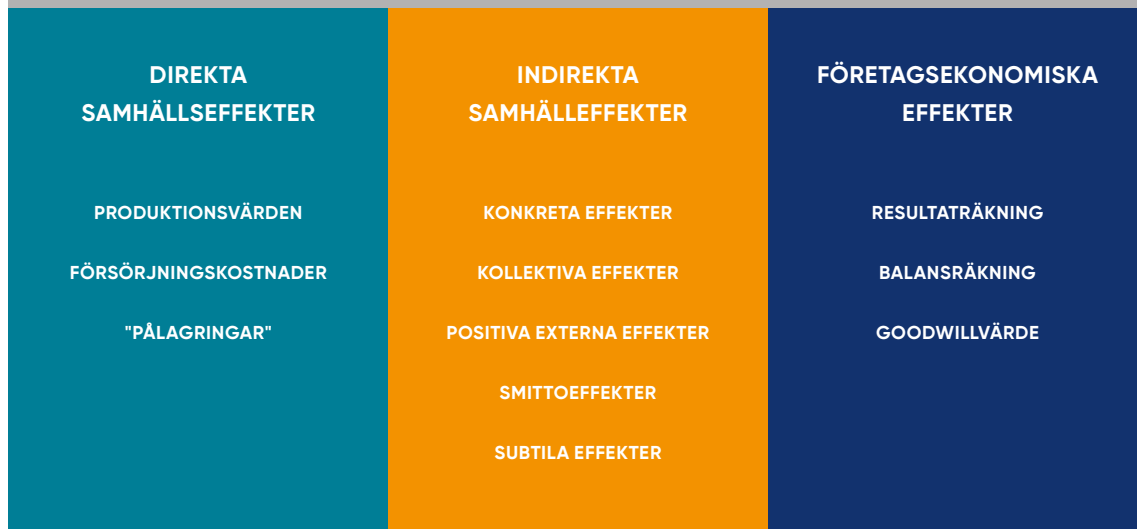 DIREKTA
SAMHÄLLSEFFEKTER
PRODUKTIONSVÄRDEN
FÖRSÖRJNINGSKOSTNADER
"PÅLAGRINGAR"
INDIREKTA
SAMHÄLLEFFEKTER
KONKRETA EFFEKTER
KOLLEKTIVA EFFEKTER
POSITIVA EXTERNA EFFEKTER
SMITTOEFFEKTER
SUBTILA EFFEKTER
FÖRETAGSEKONOMISKA
EFFEKTER
RESULTATRÄKNING
BALANSRÄKNING
GOODWILLVÄRDE